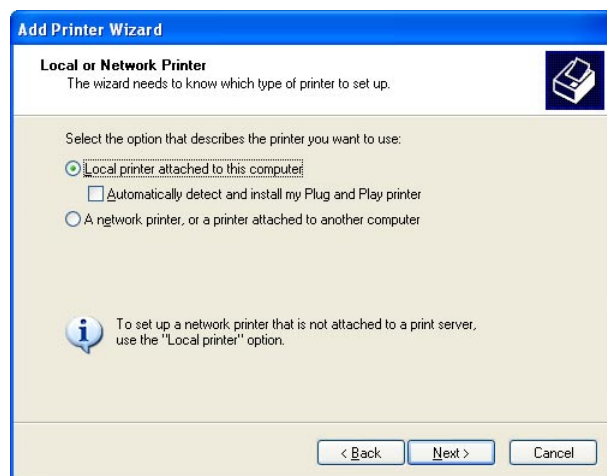 Add Printer Wizard
Local or Network Printer
The wizard needs to know which type of printer to set up.
Select the option that describes the printer you want to use:
Local printer attached to this computer
Automatically detect and install my Plug and Play printer
A network printer, or a printer attached to another computer
To set up a network printer that is not attached to a print server,
use the "Local printer" option.
< Back Next > Cancel